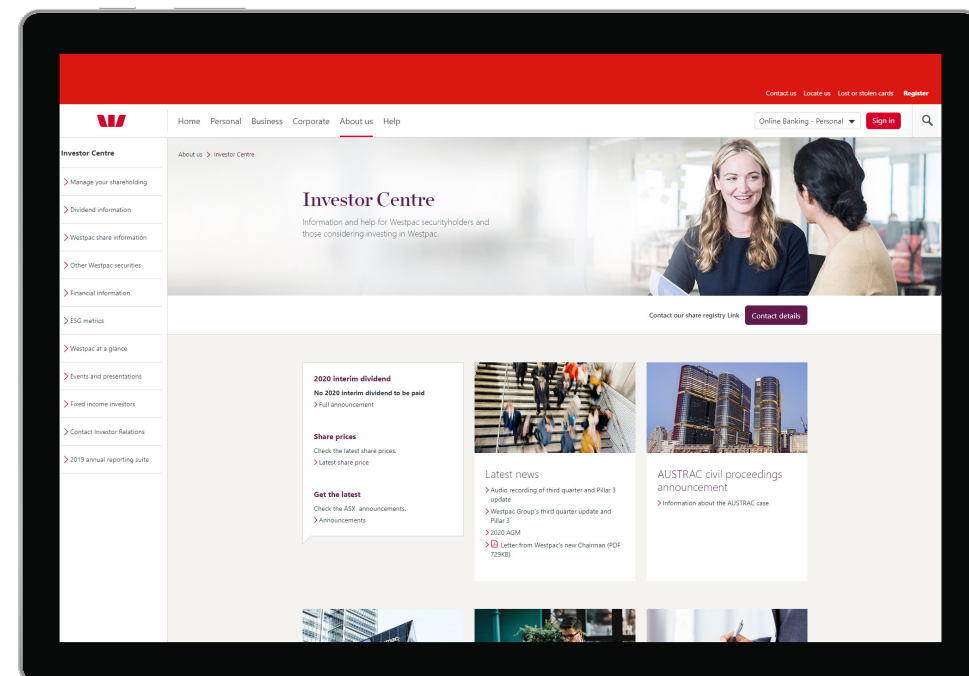 Contact us Locate us Lost or stolen cards Register
Home Personal Business Corporate About us Help
Online Banking - Personal Sign in
Investor Centre
Manage your shareholding
Dividend information
Westpac share information
Other Westpac securities
Financial information
ESG metrics
Westpac at a glance
Events and presentations
Fixed income investors
Contact Investor Relations
2019 annual reporting suite
About us Investor Centre
Investor Centre
Information and help for Westpac securityholders and
those considering investing in Westpac.
Contact our share registry Link Contact details
2020 interim dividend
No 2020 interim dividend to be paid
Full announcement
Share prices
Check the latest share prices.
Latest share price
Get the latest
Check the ASX announcements.
Announcements
Latest news
Audio recording of third quarter and Pillar 3
update
Westpac Group's third quarter update and
Pillar 3
2020 AGM
Letter from Westpac's new Chairman (PDF
729KB)
AUSTRAC civil proceedings
announcement
Information about the AUSTRAC case.